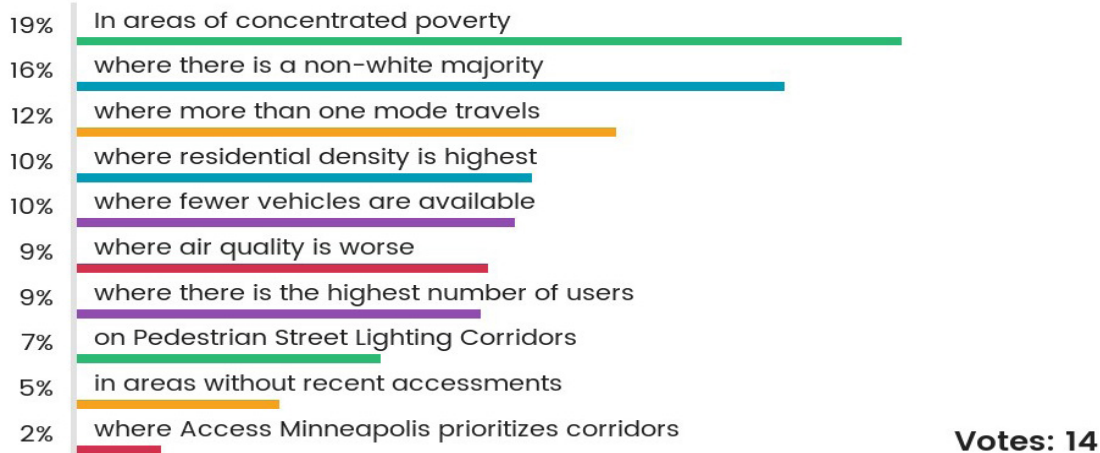 19% In areas of concentrated poverty
16% where there is a non-white majority
12% where more than one mode travels
10% where residential density is highest
10% where fewer vehicles are available
9% where air quality is worse
9% where there is the highest number of users
7% on Pedestrian Street Lighting Corridors
5% in areas without recent accessments
2% where Access Minneapolis prioritizes corridors
Votes: 14